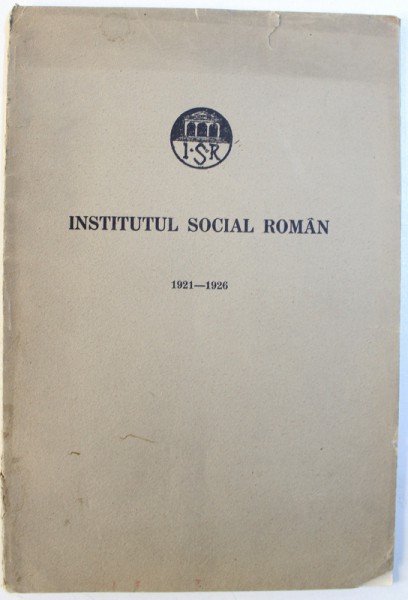 I·S·R
INSTITUTUL SOCIAL ROMÂN
1921—1926